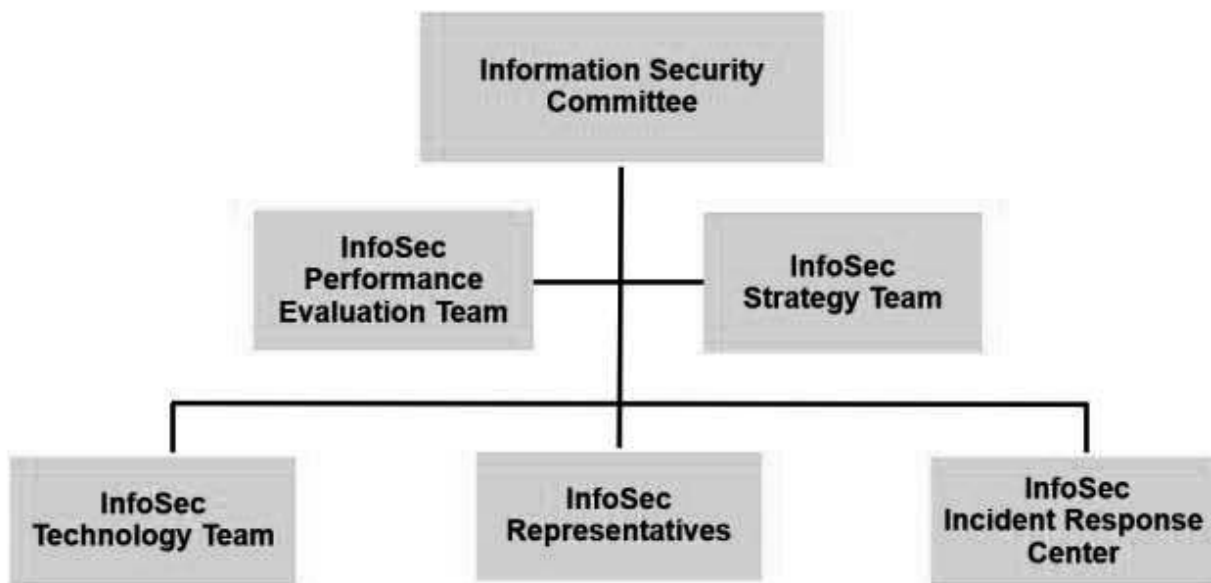 Information Security
Committee
InfoSec
Performance
Evaluation Team
InfoSec
Strategy Team
InfoSec
Technology Team
InfoSec
Representatives
InfoSec
Incident Response
Center